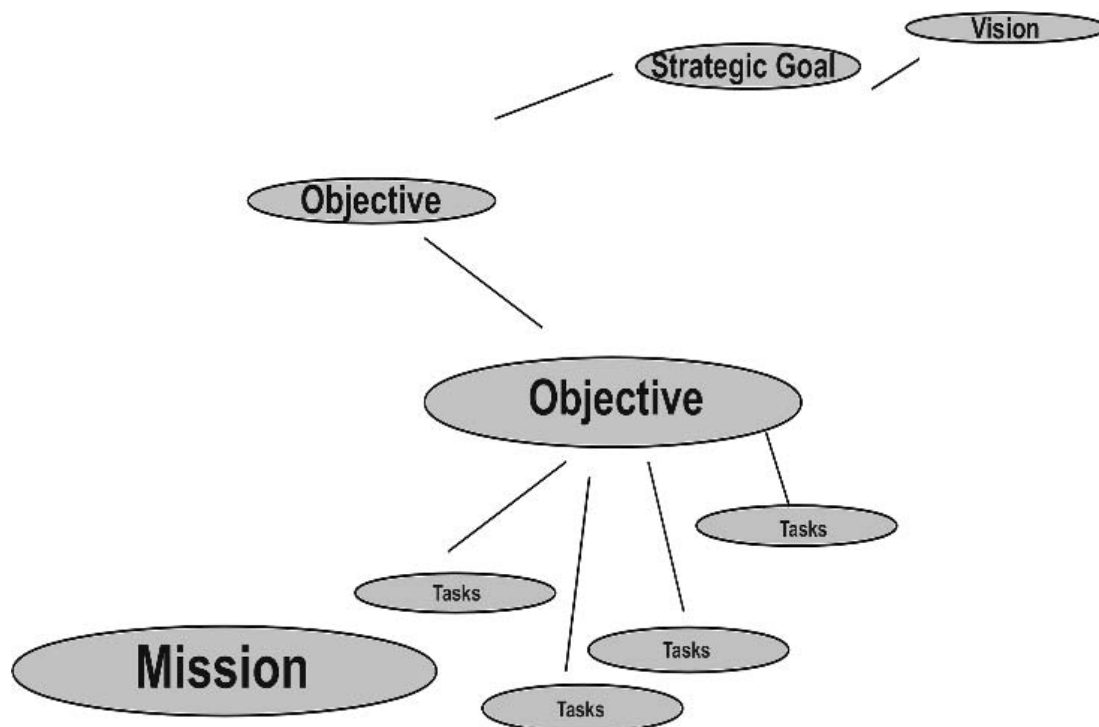 Vision
Strategic Goal
Objective
Objective
Tasks
Tasks
Tasks
Mission
Tasks